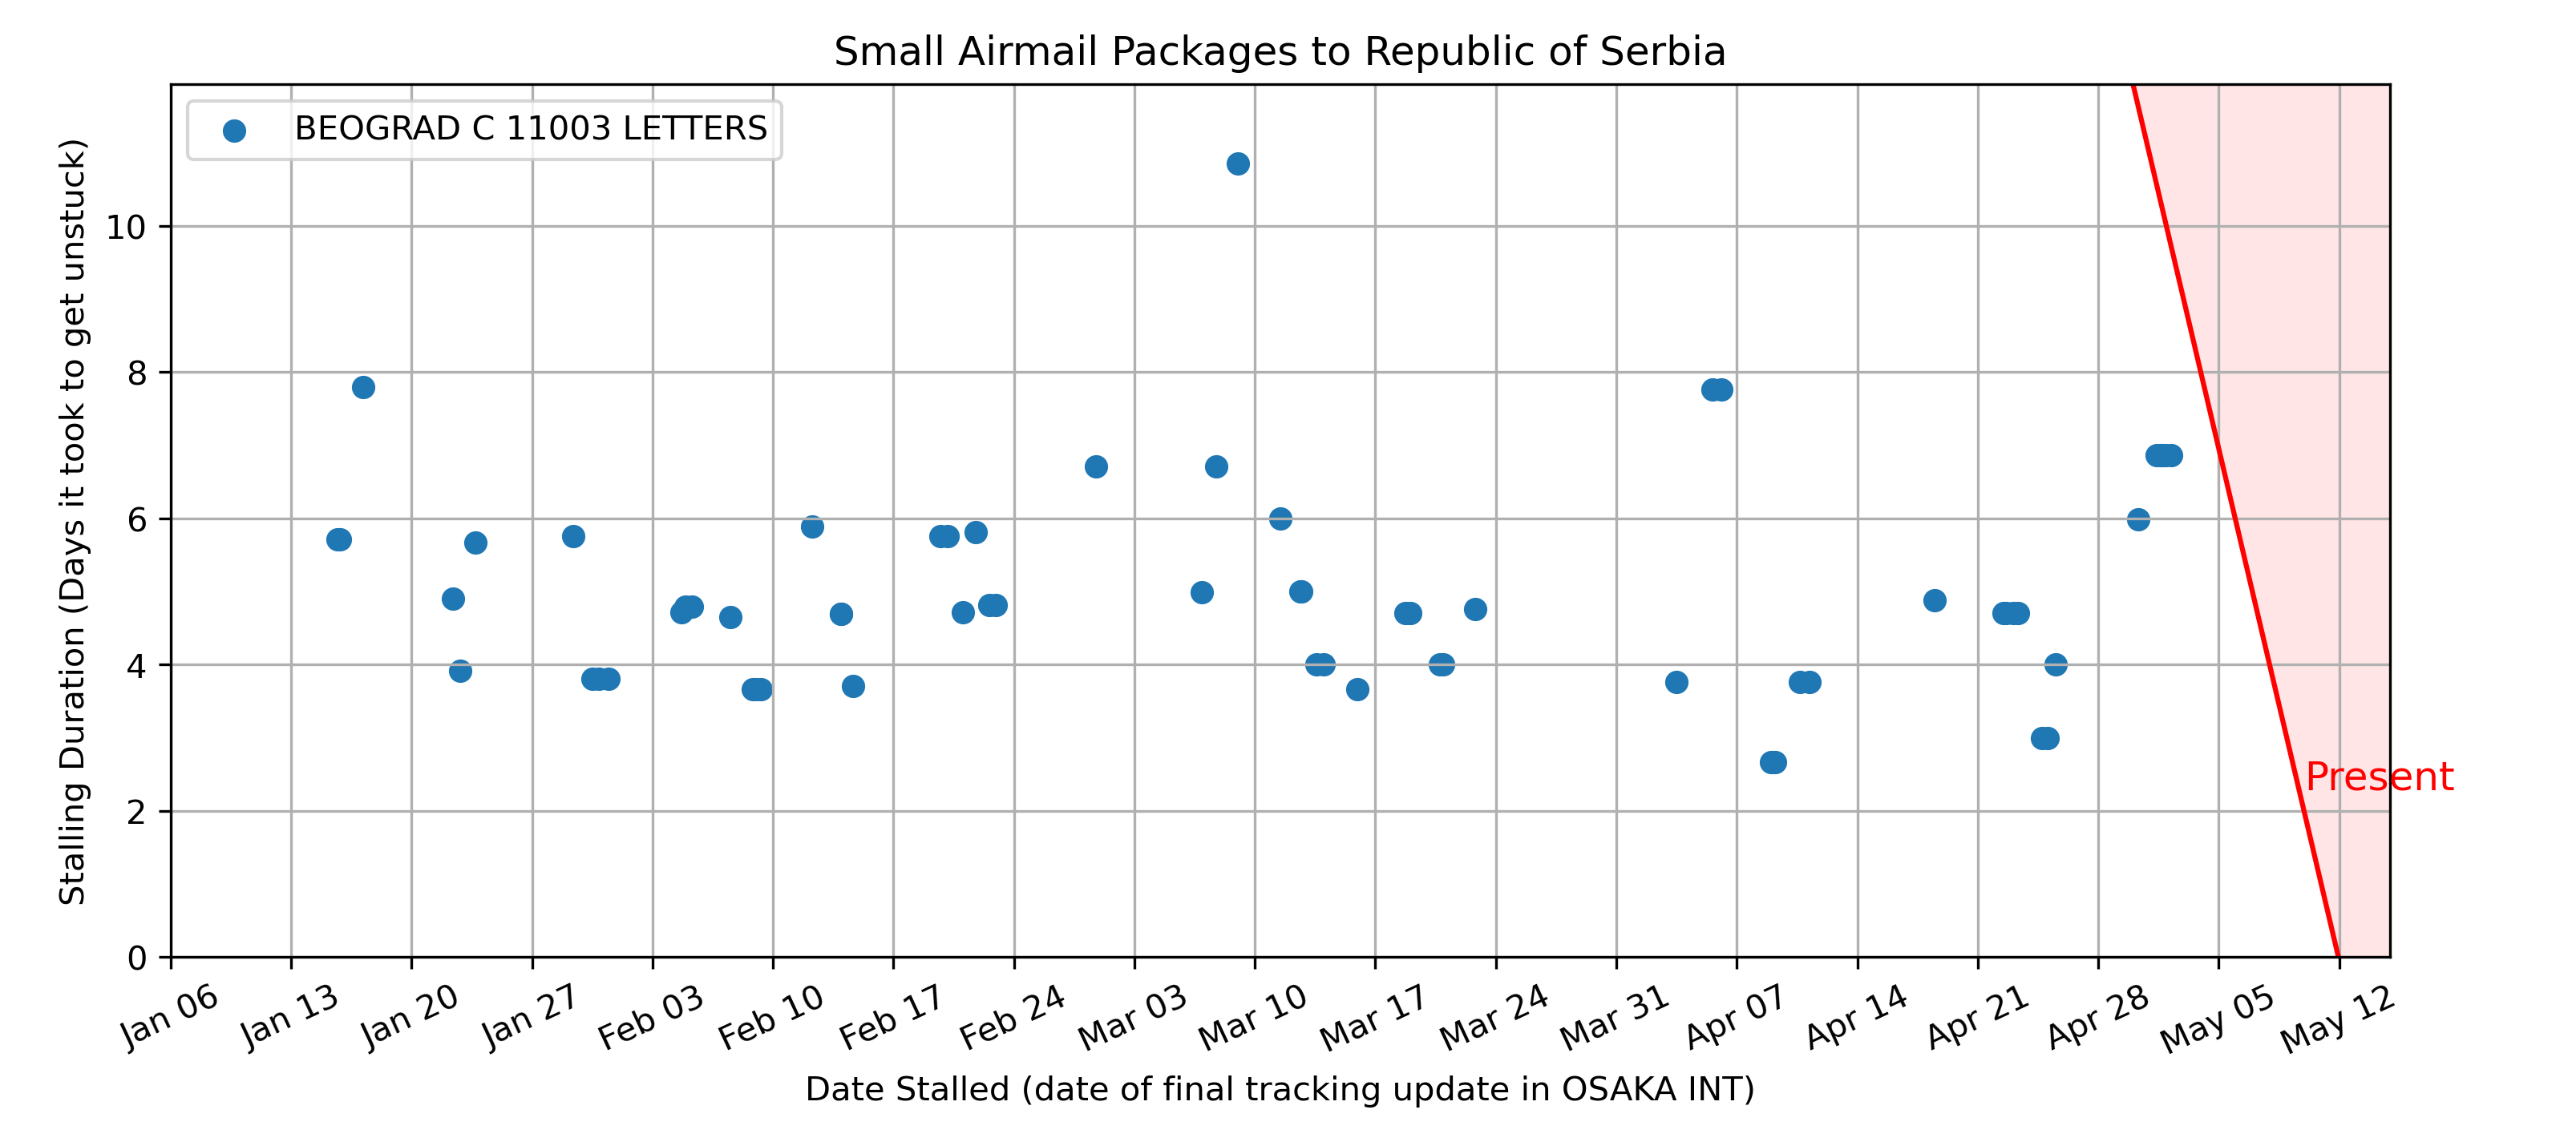 Small Airmail Packages to Republic of Serbia
BEOGRAD C 11003 LETTERS
Stalling Duration (Days it took to get unstuck)
10
8
6
4
2
0
Present
Jan 06
Jan 13
Jan 20
Jan 27
Feb 03
Feb 10
Feb 17
Feb 24
Mar 03
Mar 10
Mar 17
Mar 24
Mar 31
Apr 07
Apr 14
Apr 21
Apr 28
May 05
May 12
Date Stalled (date of final tracking update in OSAKA INT)